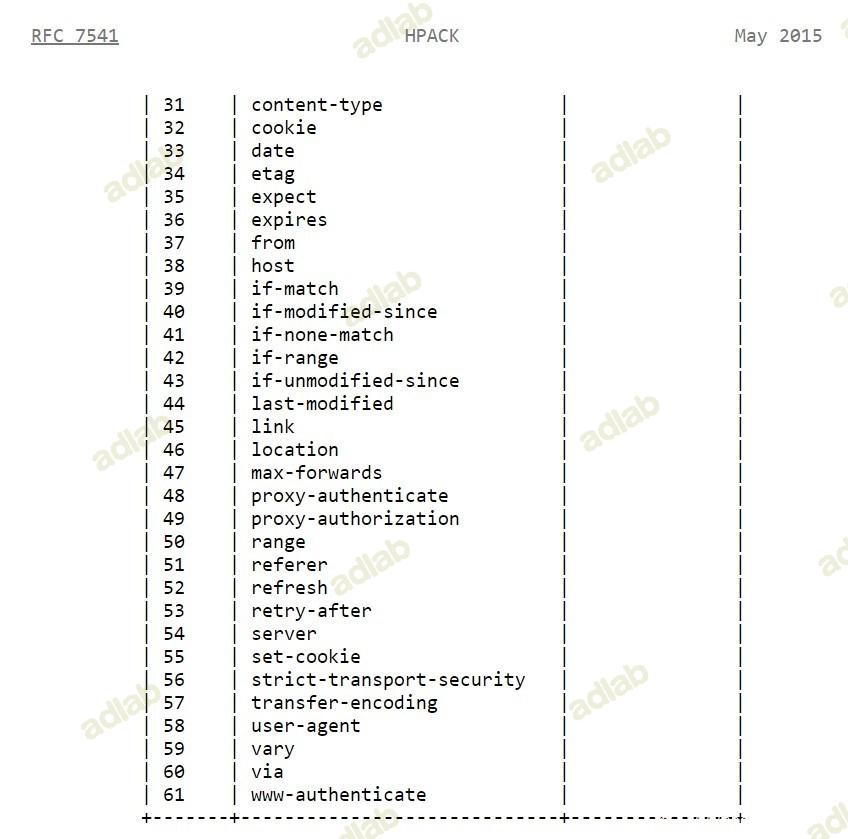 RFC 7541 HPACK May 2015
| 31 | content-type | |
| 32 | cookie | |
| 33 | date | |
| 34 | etag | |
| 35 | expect | |
| 36 | expires | |
| 37 | from | |
| 38 | host | |
| 39 | if-match | |
| 40 | if-modified-since | |
| 41 | if-none-match | |
| 42 | if-range | |
| 43 | if-unmodified-since | |
| 44 | last-modified | |
| 45 | link | |
| 46 | location | |
| 47 | max-forwards | |
| 48 | proxy-authenticate | |
| 49 | proxy-authorization | |
| 50 | range | |
| 51 | referer | |
| 52 | refresh | |
| 53 | retry-after | |
| 54 | server | |
| 55 | set-cookie | |
| 56 | strict-transport-security | |
| 57 | transfer-encoding | |
| 58 | user-agent | |
| 59 | vary | |
| 60 | via | |
| 61 | www-authenticate | |
adlab
adlab
adlab
adlab
adlab
adlab
adlab
adlab
adlab
adlab